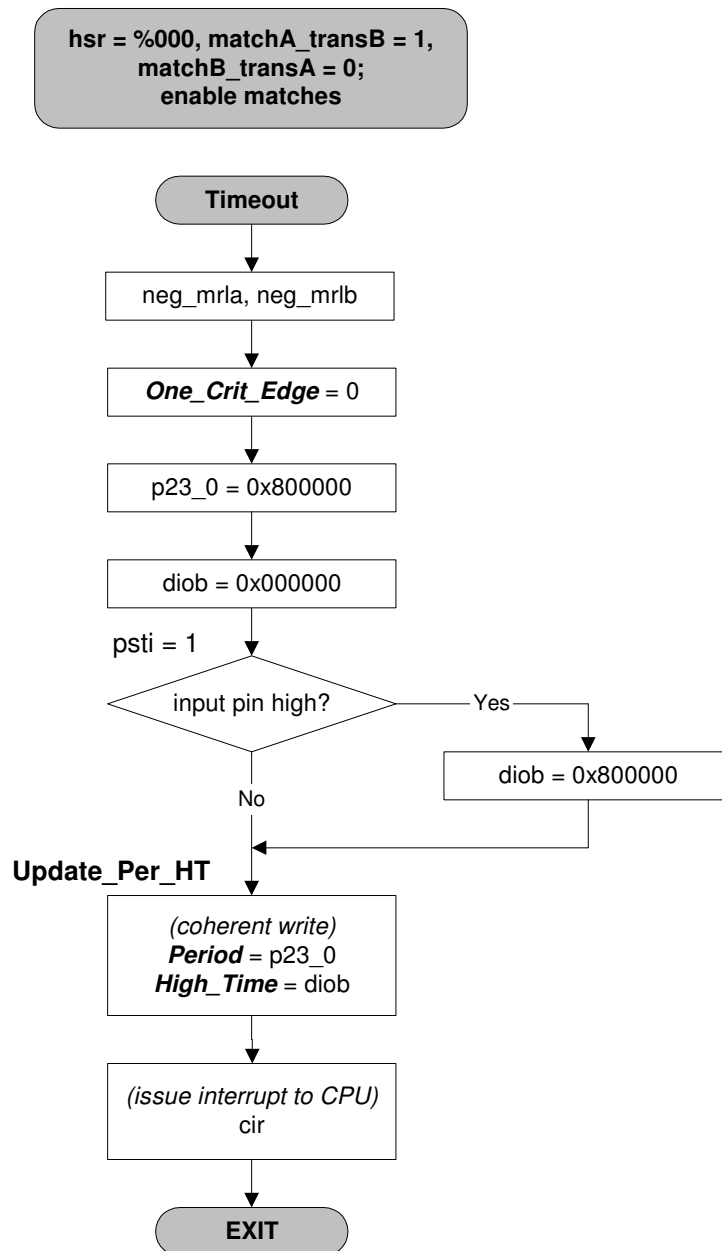 hsr = %000, matchA_transB = 1,
matchB_transA = 0;
enable matches
Timeout
neg_mrla, neg_mrlb
One_Crit_Edge = 0
p23_0 = 0x800000
diob = 0x000000
psti = 1
input pin high?
Yes
diob = 0x800000
No
Update_Per_HT
(coherent write)
Period = p23_0
High_Time = diob
(issue interrupt to CPU)
cir
EXIT